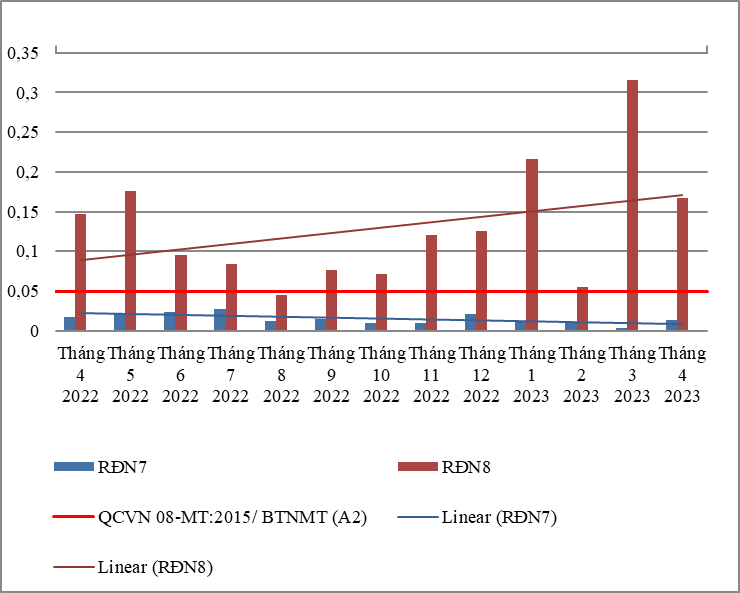 0,35
0,3
0,25
0,2
0,15
0,1
0,05
0
Tháng 4 2022
Tháng 5 2022
Tháng 6 2022
Tháng 7 2022
Tháng 8 2022
Tháng 9 2022
Tháng 10 2022
Tháng 11 2022
Tháng 12 2022
Tháng 1 2023
Tháng 2 2023
Tháng 3 2023
Tháng 4 2023
RĐN7
RĐN8
QCVN 08-MT:2015/ BTNMT (A2)
Linear (RĐN7)
Linear (RĐN8)